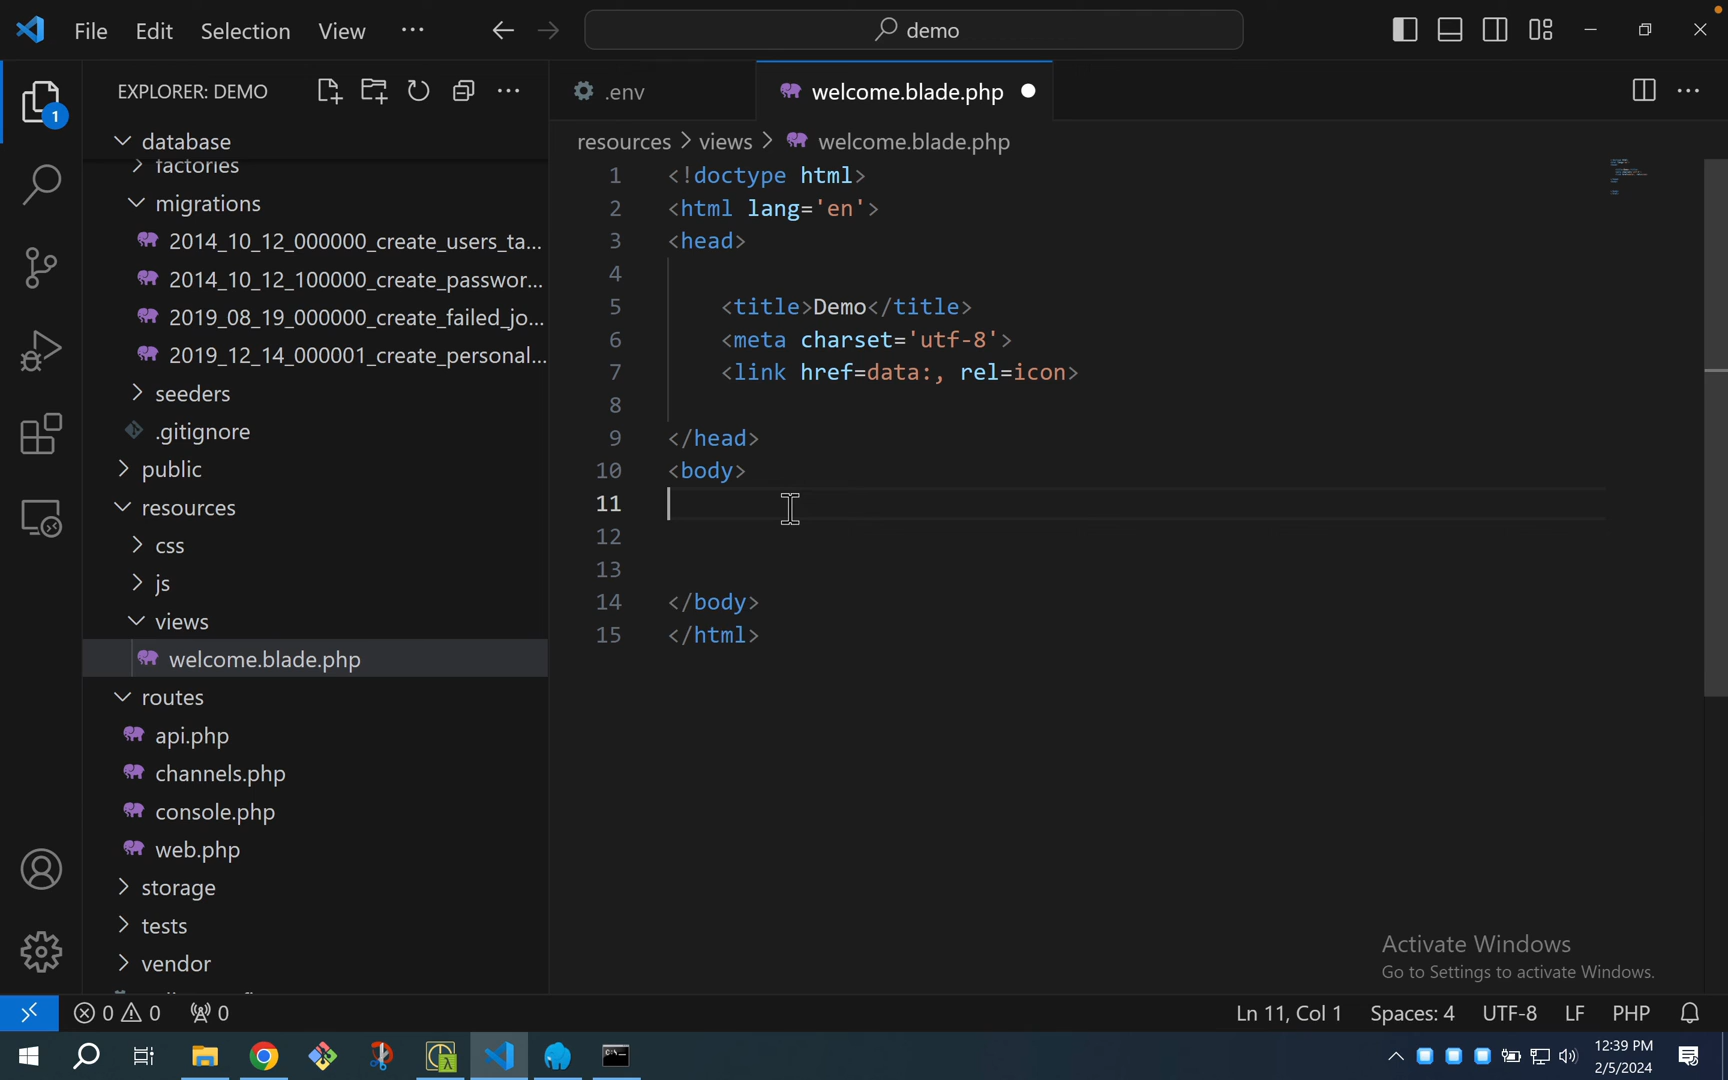 File Edit Selection View ··· demo
EXPLORER: DEMO
.env welcome.blade.php
resources > views > welcome.blade.php
1
database
factories
migrations
2014_10_12_000000_create_users_ta...
2014_10_12_100000_create_passwor...
2019_08_19_000000_create_failed_jo...
2019_12_14_000001_create_personal...
seeders
.gitignore
public
resources
css
js
views
welcome.blade.php
routes
api.php
channels.php
console.php
web.php
storage
tests
vendor
1 <!doctype html>
2 <html lang='en'>
3 <head>
4
5 <title>Demo</title>
6 <meta charset='utf-8'>
7 <link href=data:, rel=icon>
8
9 </head>
10 <body>
11
12
13
14 </body>
15 </html>
Activate Windows
Go to Settings to activate Windows.
0 0 0 Ln 11, Col 1 Spaces: 4 UTF-8 LF PHP
12:39 PM
2/5/2024